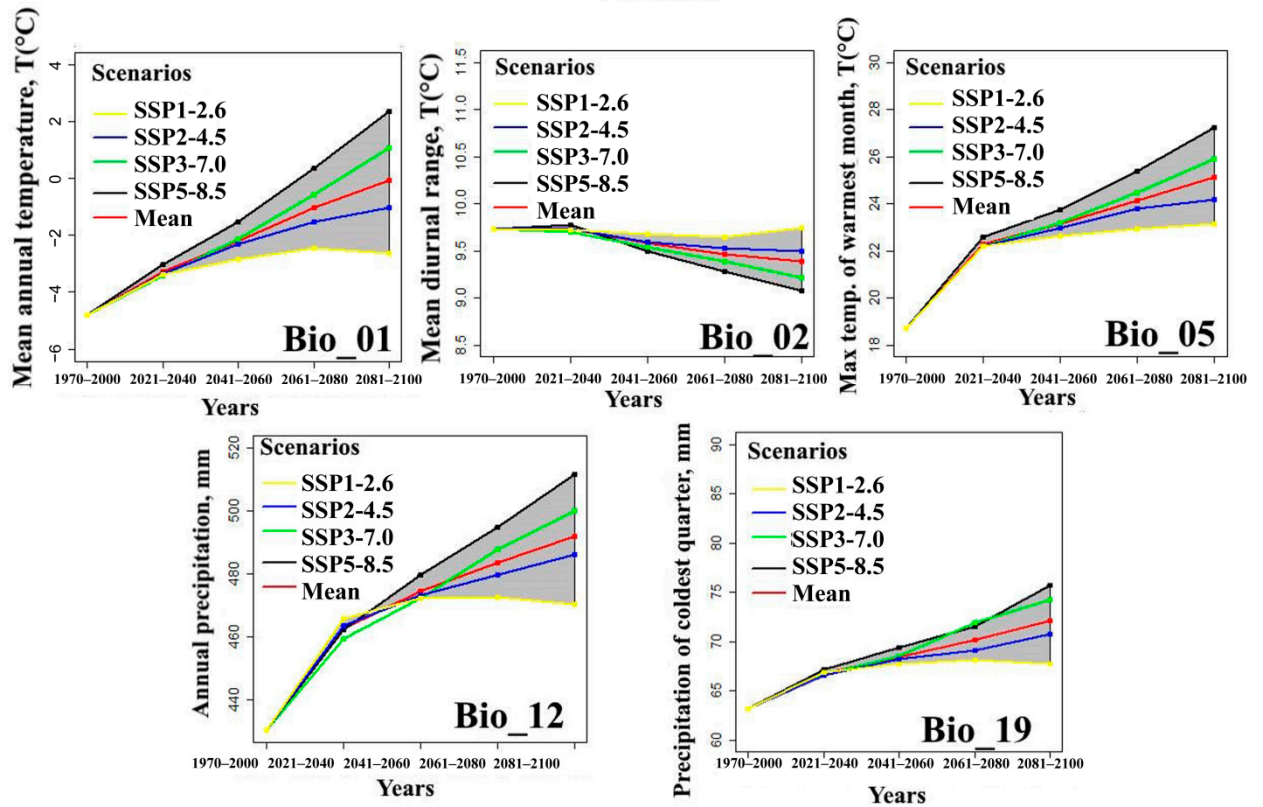 Mean annual temperature, T(°C)
4
2
0
−2
−4
−6
Scenarios
SSP1-2.6
SSP2-4.5
SSP3-7.0
SSP5-8.5
Mean
Bio_01
1970–2000 2021–2040 2041–2060 2061–2080 2081–2100
Years
Mean diurnal range, T(°C)
11.5
11.0
10.5
10.0
9.5
9.0
8.5
Scenarios
SSP1-2.6
SSP2-4.5
SSP3-7.0
SSP5-8.5
Mean
Bio_02
1970–2000 2021–2040 2041–2060 2061–2080 2081–2100
Years
Max temp. of warmest month, T(°C)
30
28
26
24
22
20
18
Scenarios
SSP1-2.6
SSP2-4.5
SSP3-7.0
SSP5-8.5
Mean
Bio_05
1970–2000 2021–2040 2041–2060 2061–2080 2081–2100
Years
Annual precipitation, mm
520
500
480
460
440
Scenarios
SSP1-2.6
SSP2-4.5
SSP3-7.0
SSP5-8.5
Mean
Bio_12
1970–2000 2021–2040 2041–2060 2061–2080 2081–2100
Years
Precipitation of coldest quarter, mm
90
85
80
75
70
65
60
Scenarios
SSP1-2.6
SSP2-4.5
SSP3-7.0
SSP5-8.5
Mean
Bio_19
1970–2000 2021–2040 2041–2060 2061–2080 2081–2100
Years